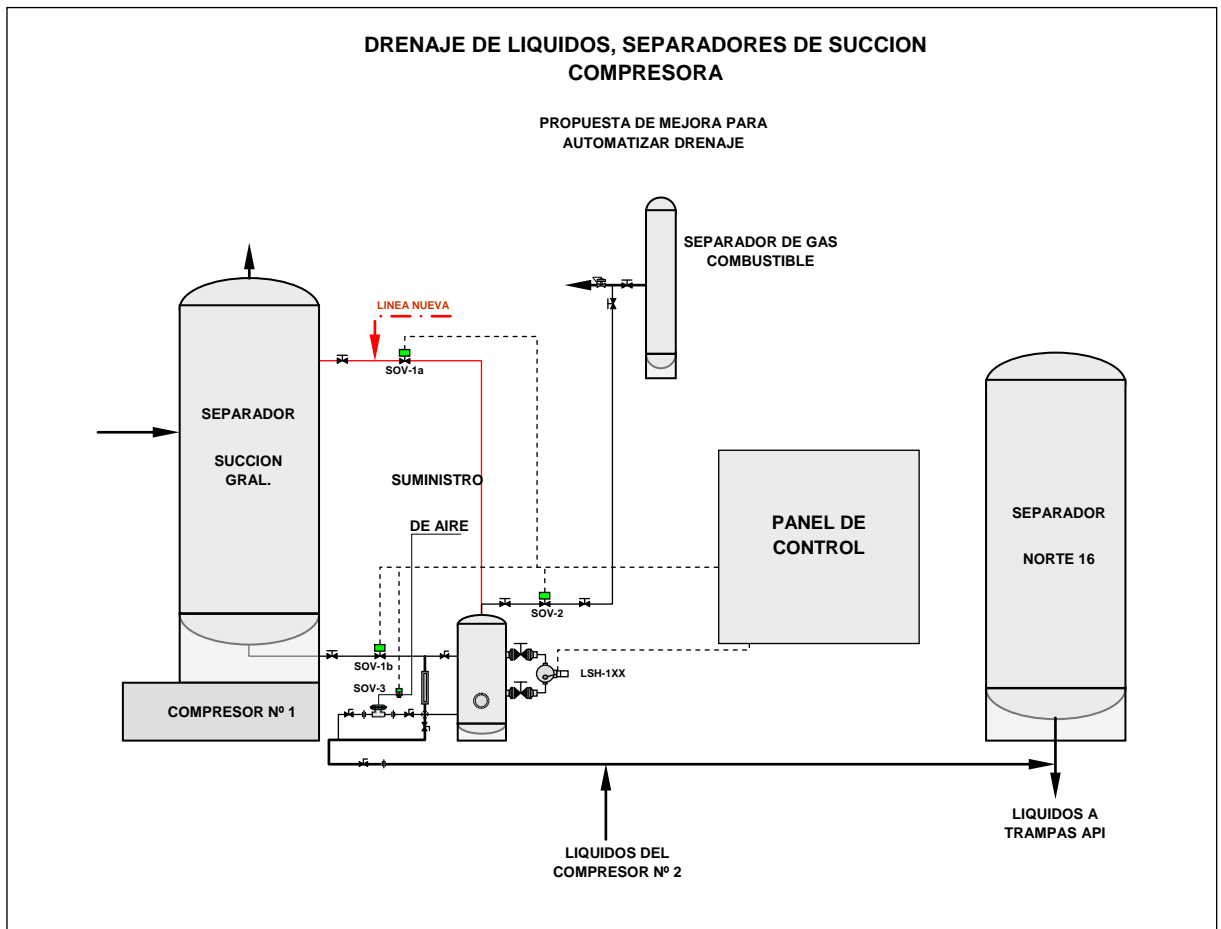 DRENAJE DE LIQUIDOS, SEPARADORES DE SUCCION
COMPRESORA
PROPUESTA DE MEJORA PARA
AUTOMATIZAR DRENAJE
SEPARADOR DE GAS
COMBUSTIBLE
LINEA NUEVA
SOV-1a
SEPARADOR
SUCCION
GRAL.
SUMINISTRO
DE AIRE
PANEL DE
CONTROL
SEPARADOR
NORTE 16
SOV-2
SOV-1b
LSH-1XX
SOV-3
COMPRESOR Nº 1
LIQUIDOS A
TRAMPAS API
LIQUIDOS DEL
COMPRESOR Nº 2